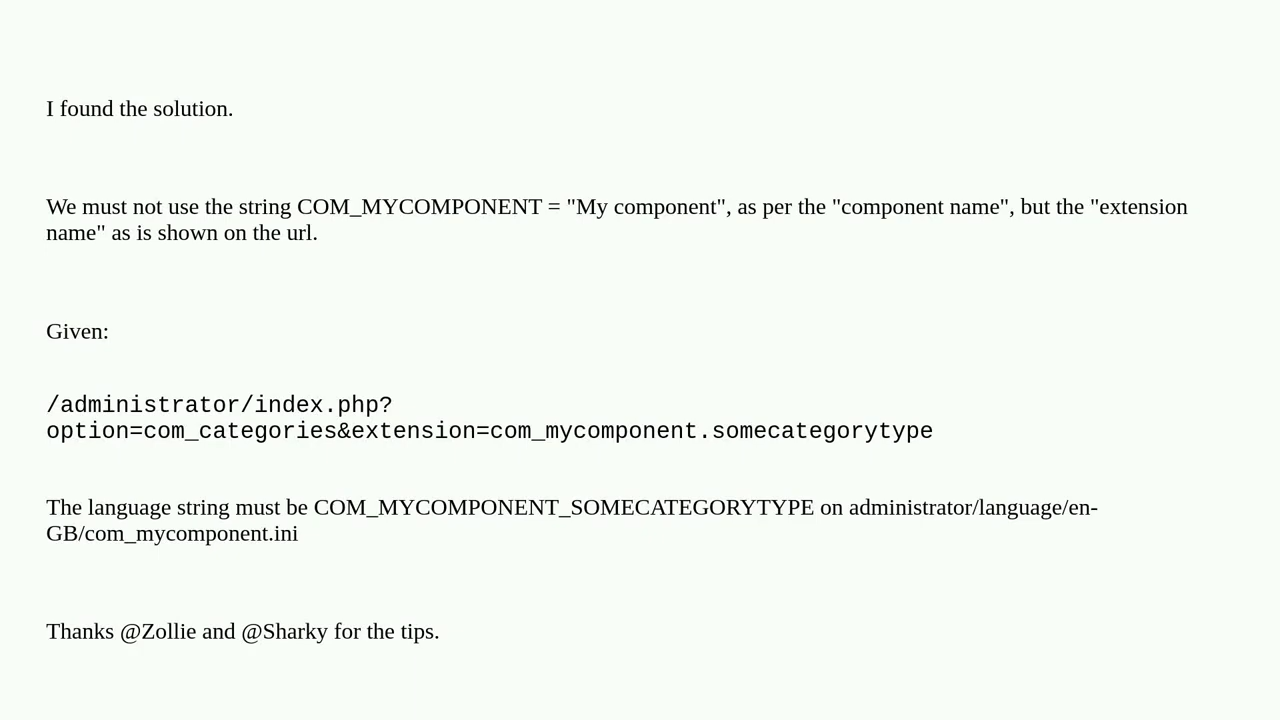 I found the solution.
We must not use the string COM_MYCOMPONENT = "My component", as per the "component name", but the "extension
name" as is shown on the url.
Given:
/administrator/index.php?
option=com_categories&extension=com_mycomponent.somecategorytype
The language string must be COM_MYCOMPONENT_SOMECATEGORYTYPE on administrator/language/en-
GB/com_mycomponent.ini
Thanks @Zollie and @Sharky for the tips.